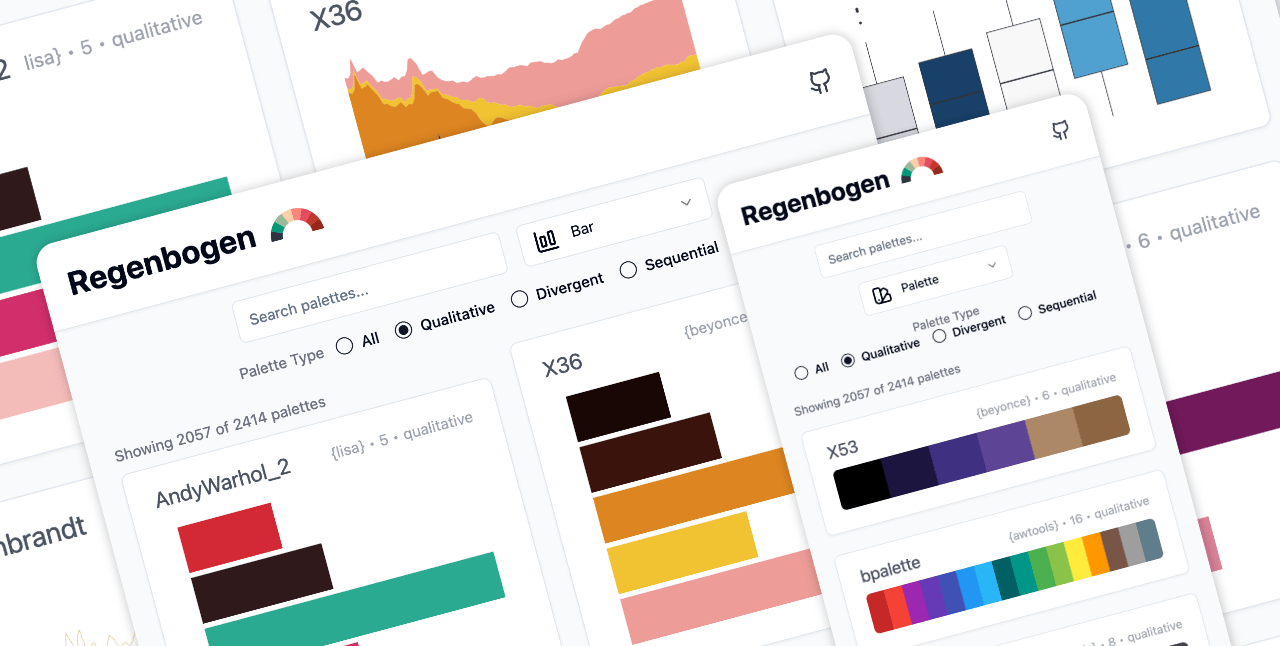 2 lisa} • 5 • qualitative
X36
Regenbogen
Search palettes...
Bar
Palette Type
All
Qualitative
Divergent
Sequential
Showing 2057 of 2414 palettes
AndyWarhol_2
{lisa} • 5 • qualitative
X36
{beyonce
Regenbogen
Search palettes...
Palette
Palette Type
All
Qualitative
Divergent
Sequential
Showing 2057 of 2414 palettes
X53
{beyonce} • 6 • qualitative
bpalette
{awtools} • 16 • qualitative
} • 8 • qualitative
• 6 • qualitative
nbrandt